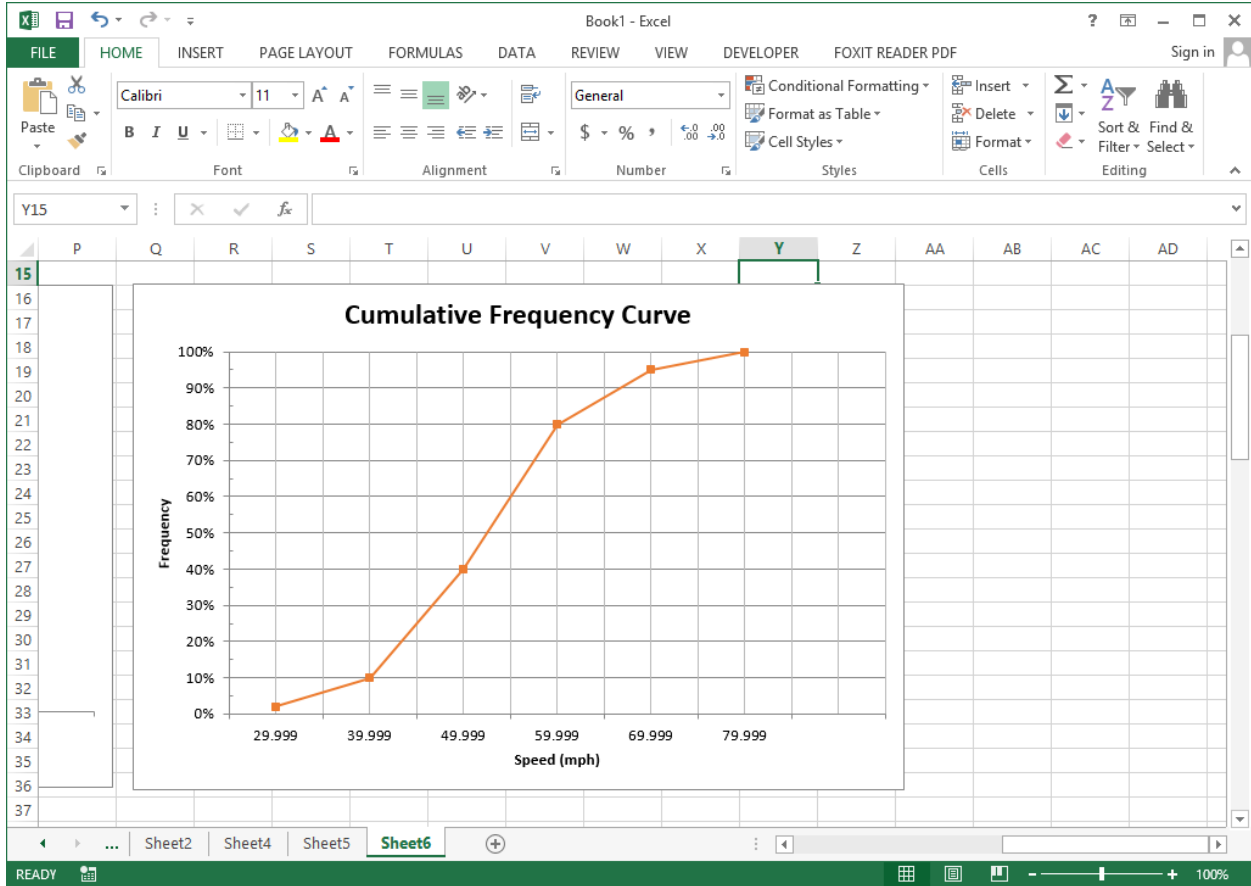 Book1 - Excel
FILE HOME INSERT PAGE LAYOUT FORMULAS DATA REVIEW VIEW DEVELOPER FOXIT READER PDF Sign in
Paste
Calibri 11
B I U A
General
$ % , .00 .0
Conditional Formatting
Format as Table
Cell Styles
Insert
Delete
Format
Sort & Filter
Find & Select
Clipboard Font Alignment Number Styles Cells Editing
Y15 fx
P Q R S T U V W X Y Z AA AB AC AD
15
16
17
18
19
20
21
22
23
24
25
26
27
28
29
30
31
32
33
34
35
36
37
Cumulative Frequency Curve
100%
90%
80%
70%
60%
50%
40%
30%
20%
10%
0%
Frequency
29.999 39.999 49.999 59.999 69.999 79.999
Speed (mph)
... Sheet2 Sheet4 Sheet5 Sheet6
READY 100%